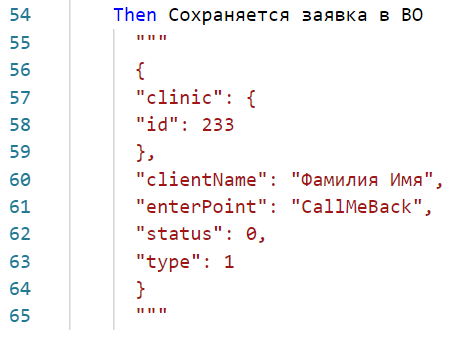 54 Then Сохраняется заявка в ВО
55 """
56 {
57 "clinic": {
58 "id": 233
59 },
60 "clientName": "Фамилия Имя",
61 "enterPoint": "CallMeBack",
62 "status": 0,
63 "type": 1
64 }
65 """